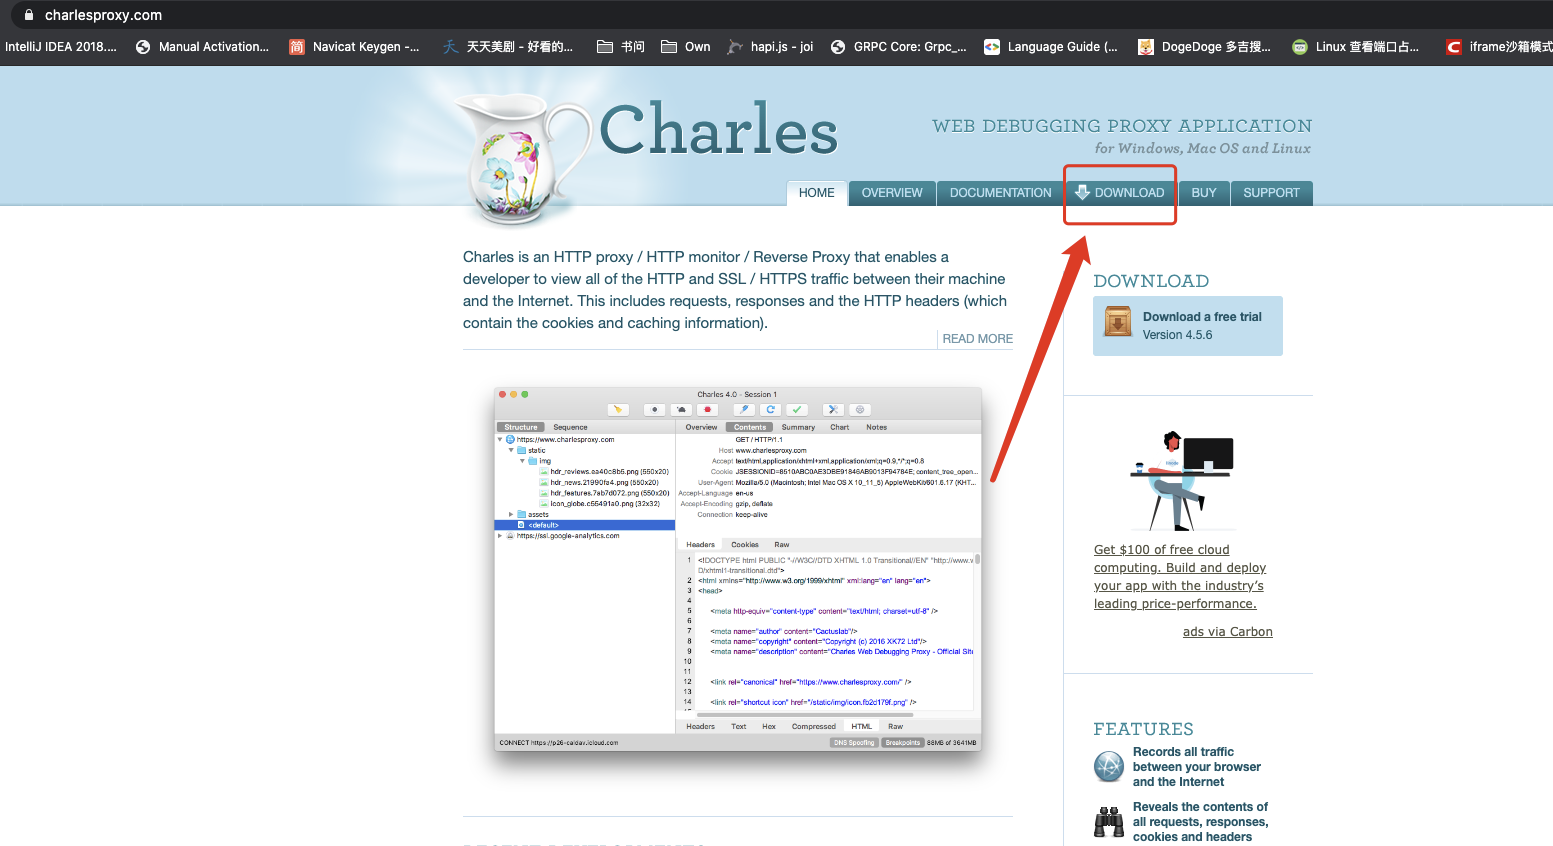 charlesproxy.com
IntelliJ IDEA 2018.... Manual Activation... Navicat Keygen -... 天天美剧 - 好看的... 书问 Own hapi.js - joi GRPC Core: Grpc_... Language Guide (... DogeDoge 多吉搜... Linux 查看端口占... iframe沙箱模式
Charles
WEB DEBUGGING PROXY APPLICATION
for Windows, Mac OS and Linux
HOME OVERVIEW DOCUMENTATION DOWNLOAD BUY SUPPORT
Charles is an HTTP proxy / HTTP monitor / Reverse Proxy that enables a
developer to view all of the HTTP and SSL / HTTPS traffic between their machine
and the Internet. This includes requests, responses and the HTTP headers (which
contain the cookies and caching information).
READ MORE
Charles 4.0 - Session 1
Structure Sequence
https://www.charlesproxy.com
static
img
hdr_reviews.ea40c8b6.png (550x20)
hdr_news.21990fa4.png (550x20)
hdr_features.7ab7d072.png (550x20)
icon_globe.c55491a0.png (32x32)
assets
<default>
https://ssl.google-analytics.com
Overview Contents Summary Chart Notes
GET / HTTP/1.1
Host www.charlesproxy.com
Accept text/html,application/xhtml+xml,application/xml;q=0.9,*/*;q=0.8
Cookie JSESSIONID=8510ABC0AE3DBE91846AB9013F94784E; content_tree_open...
User-Agent Mozilla/5.0 (Macintosh; Intel Mac OS X 10_11_5) AppleWebKit/601.6.17 (KHT...
Accept-Language en-us
Accept-Encoding gzip, deflate
Connection keep-alive
Headers Cookies Raw
1 <!DOCTYPE html PUBLIC "-//W3C//DTD XHTML 1.0 Transitional//EN" "http://www.v
D/xhtml1-transitional.dtd">
2 <html xmlns="http://www.w3.org/1999/xhtml" xml:lang="en" lang="en">
3 <head>
4
5 <meta http-equiv="content-type" content="text/html; charset=utf-8" />
6
7 <meta name="author" content="Cactuslab"/>
8 <meta name="copyright" content="Copyright (c) 2016 XK72 Ltd"/>
9 <meta name="description" content="Charles Web Debugging Proxy - Official Site
10
11
12 <link rel="canonical" href="https://www.charlesproxy.com/" />
13
14 <link rel="shortcut icon" href="/static/img/icon.fb2d179f.png" />
Headers Text Hex Compressed HTML Raw
CONNECT https://p26-caldav.icloud.com
DNS Spoofing Breakpoints 88MB of 3641MB
DOWNLOAD
Download a free trial
Version 4.5.6
Get $100 of free cloud
computing. Build and deploy
your app with the industry's
leading price-performance.
ads via Carbon
FEATURES
Records all traffic
between your browser
and the Internet
Reveals the contents of
all requests, responses,
cookies and headers